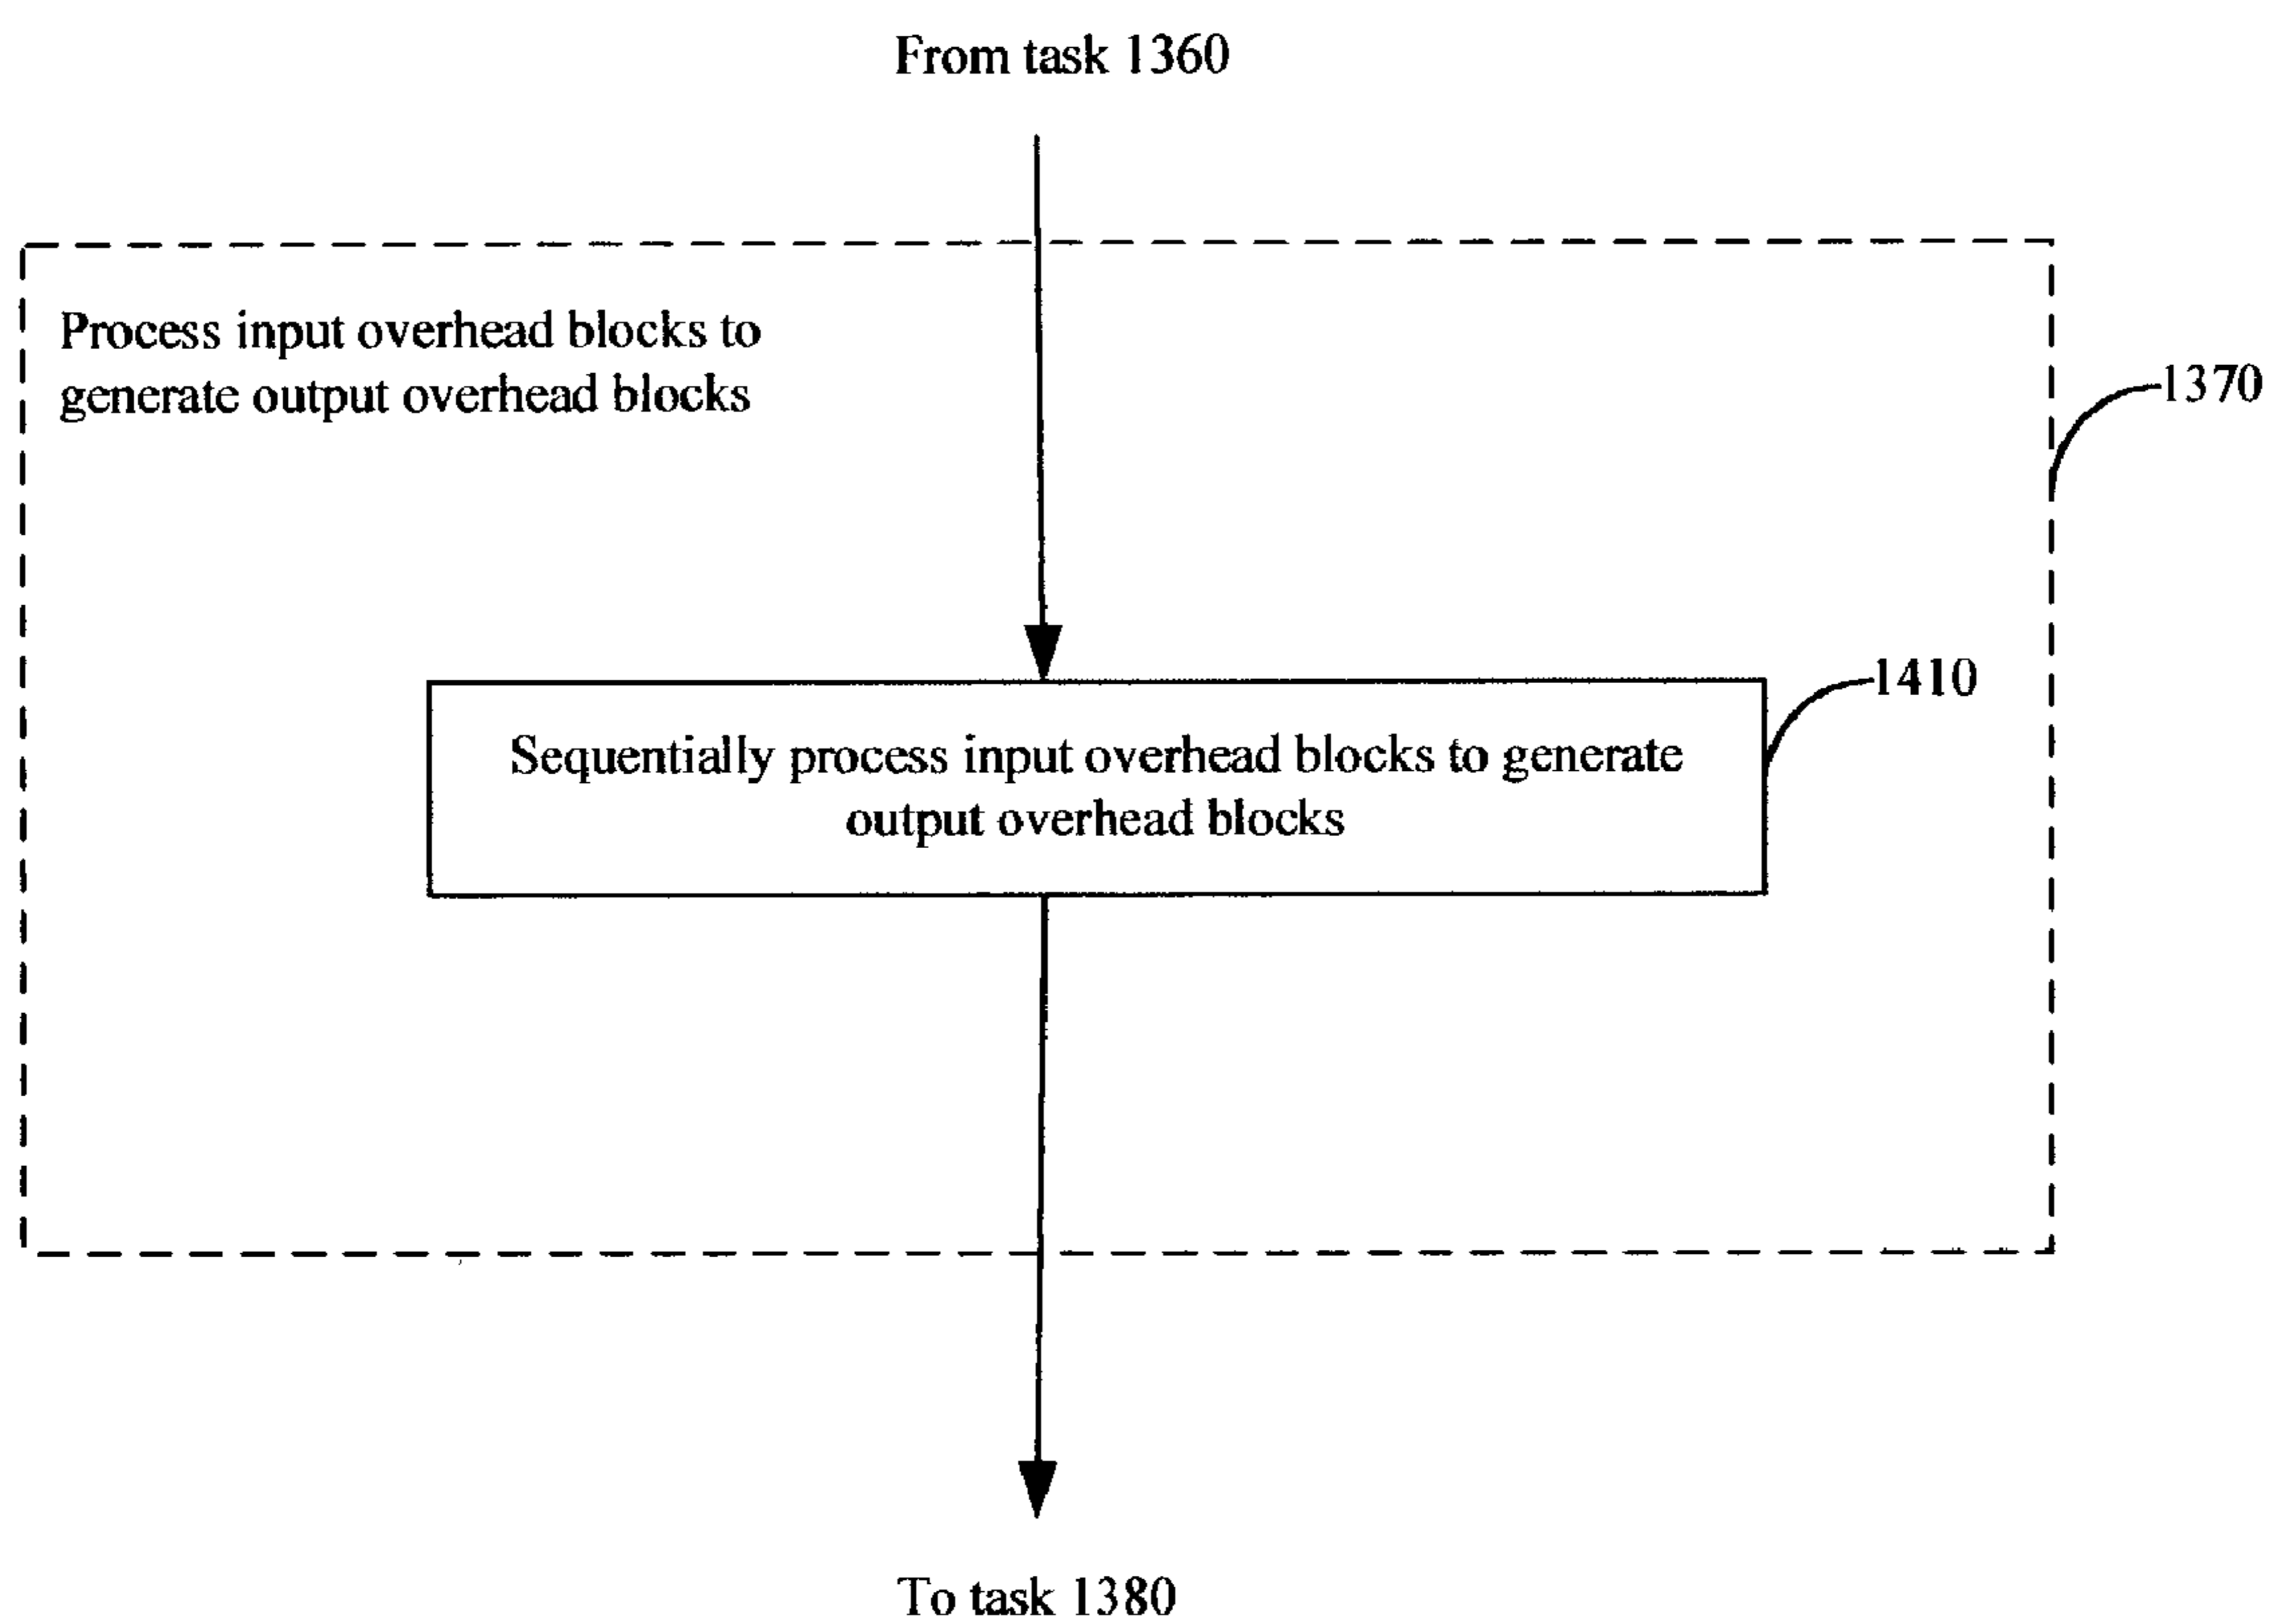 From task 1360
Process input overhead blocks to
generate output overhead blocks
1370
1410
Sequentially process input overhead blocks to generate
output overhead blocks
To task 1380